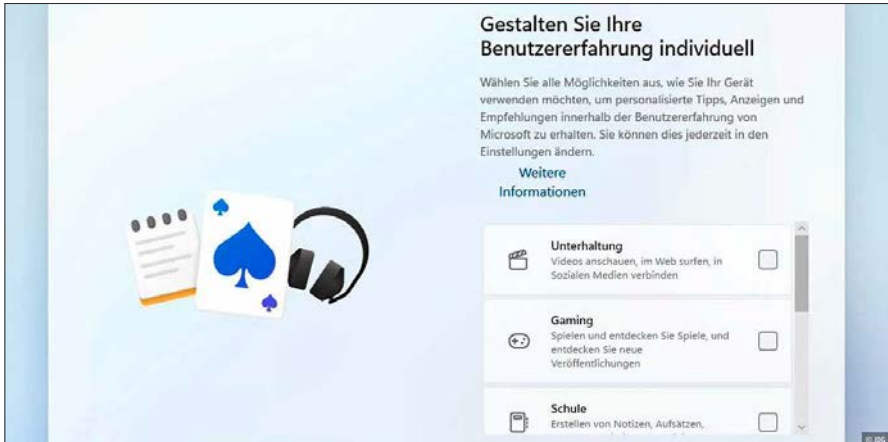 Gestalten Sie Ihre
Benutzererfahrung individuell
Wählen Sie alle Möglichkeiten aus, wie Sie Ihr Gerät
verwenden möchten, um personalisierte Tipps, Anzeigen und
Empfehlungen innerhalb der Benutzererfahrung von
Microsoft zu erhalten. Sie können dies jederzeit in den
Einstellungen ändern.
Weitere
Informationen
Unterhaltung
Videos anschauen, im Web surfen, in
Sozialen Medien verbinden
Gaming
Spielen und entdecken Sie Spiele, und
entdecken Sie neue
Veröffentlichungen
Schule
Erstellen von Notizen, Aufsätzen,